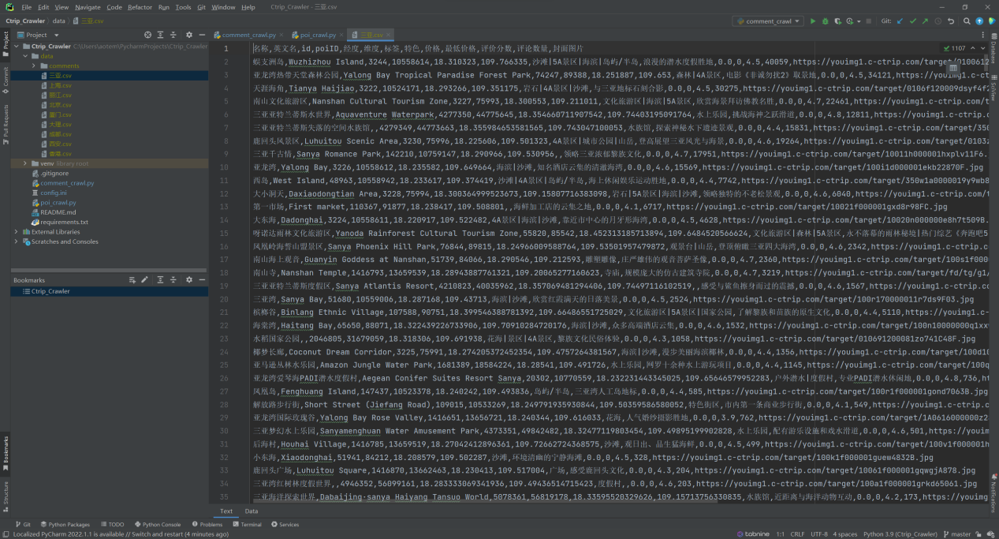 File Edit View Navigate Code Refactor Run Tools Git Window Help Ctrip_Crawler - 三亚.csv
Ctrip_Crawler data 三亚.csv comment_crawl Git:
Project comment_crawl.py poi_crawl.py 三亚.csv
Ctrip_Crawler C:\Users\aotem\PycharmProjects\Ctrip_Crawler
data
comments
三亚.csv
上海.csv
丽江.csv
北京.csv
厦门.csv
大理.csv
成都.csv
西安.csv
venv library root
.gitignore
comment_crawl.py
config.ini
poi_crawl.py
README.md
requirements.txt
External Libraries
Scratches and Consoles
Bookmarks
Ctrip_Crawler
Project
Commit
Pull Requests
Bookmarks
Structure
1107
1 名称,英文名,id,poiID,经度,维度,标签,特色,价格,最低价格,评价分数,评论数量,封面图片
2 蜈支洲岛,Wuzhizhou Island,3244,10558614,18.310323,109.766335,沙滩|5A景区|海滨|岛屿/半岛,浪漫的潜水度假胜地,0.0,0,4.5,40059,https://youimg1.c-ctrip.com/target/
3 亚龙湾热带天堂森林公园,Yalong Bay Tropical Paradise Forest Park,74247,89388,18.251887,109.653,森林|4A景区,电影《非诚勿扰2》取景地,0.0,0,4.5,34121,https://youimg1.c-ct
4 天涯海角,Tianya Haijiao,3222,10524171,18.293266,109.351175,岩石|4A景区|沙滩,与三亚地标石刻合影,0.0,0,4.5,30275,https://youimg1.c-ctrip.com/target/0106f120009dsyf4f
5 南山文化旅游区,Nanshan Cultural Tourism Zone,3227,75993,18.300553,109.211011,文化旅游区|海滨|5A景区,欣赏海景拜访佛教名胜,0.0,0,4.7,22461,https://youimg1.c-ctrip.com/t
6 三亚亚特兰蒂斯水世界,Aquaventure Waterpark,4277350,44775645,18.354660711907542,109.74403195091764,水上乐园,挑战海神之跃滑道,0.0,0,4.8,12811,https://youimg1.c-ctrip.co
7 三亚亚特兰蒂斯失落的空间水族馆,,4279349,44773663,18.355984653581565,109.743047100053,水族馆,探索神秘水下遗迹景观,0.0,0,4.4,15831,https://youimg1.c-ctrip.com/target/350
8 鹿回头风景区,Luhuitou Scenic Area,3230,75996,18.225606,109.501323,4A景区|城市公园|山岳,登高展望三亚风光与海景,0.0,0,4.6,19264,https://youimg1.c-ctrip.com/target/0103
9 三亚千古情,Sanya Romance Park,142210,10759147,18.290966,109.530956,,领略三亚浓郁黎族文化,0.0,0,4.7,17951,https://youimg1.c-ctrip.com/target/10011h000001hxplv11F6.
10 亚龙湾,Yalong Bay,3226,10558612,18.235582,109.649664,海滨|沙滩,知名酒店云集的清澈海湾,0.0,0,4.6,15569,https://youimg1.c-ctrip.com/target/100i1d000001ekb22870F.jpg
11 西岛,West Island,48963,10558942,18.233617,109.374419,沙滩|4A景区|岛屿/半岛,海上休闲娱乐运动胜地,0.0,0,4.4,7742,https://youimg1.c-ctrip.com/target/350w1a0000019y9wb8
12 大小洞天,Daxiaodongtian Area,3228,75994,18.300364999523673,109.15807716383098,岩石|5A景区|海滨|沙滩,领略独特的不老松景观,0.0,0,4.6,6040,https://youimg1.c-ctrip.com/t
13 第一市场,First market,110367,91877,18.238417,109.508801,,海鲜加工店的云集之地,0.0,0,4.1,6717,https://youimg1.c-ctrip.com/target/10021f000001gxd8r98FC.jpg
14 大东海,Dadonghai,3224,10558611,18.220917,109.522482,4A景区|海滨|沙滩,靠近市中心的月牙形海湾,0.0,0,4.5,4628,https://youimg1.c-ctrip.com/target/10020n000000e8h7t509B.
15 呀诺达雨林文化旅游区,Yanoda Rainforest Cultural Tourism Zone,55820,85542,18.452313185713894,109.6484520566624,文化旅游区|森林|5A景区,水不落幕的雨林秘境|热门综艺《奔跑吧5
16 凤凰岭海誓山盟景区,Sanya Phoenix Hill Park,76844,89815,18.24966009588764,109.53501957479872,观景台|山岳,登顶俯瞰三亚四大海湾,0.0,0,4.6,2342,https://youimg1.c-ctrip.com/t
17 南山海上观音,Guanyin Goddess at Nanshan,51739,84066,18.290546,109.212593,雕塑雕像,庄严雄伟的观音菩萨圣像,0.0,0,4.7,2360,https://youimg1.c-ctrip.com/target/100s1f000
18 南山寺,Nanshan Temple,1416793,13659539,18.28943887761321,109.20065277160623,寺庙,规模庞大的仿古建筑寺院,0.0,0,4.7,3219,https://youimg1.c-ctrip.com/target/fd/tg/g1/
19 三亚亚特兰蒂斯度假区,Sanya Atlantis Resort,4210823,40035962,18.357069481294406,109.74497116102519,,感受与鲨鱼擦身而过的震撼,0.0,0,4.6,1567,https://youimg1.c-ctrip.com/t
20 三亚湾,Sanya Bay,51680,10559006,18.287168,109.43713,海滨|沙滩,欣赏红霞满天的日落美景,0.0,0,4.5,2524,https://youimg1.c-ctrip.com/target/100r170000011r7ds9F03.jpg
21 槟榔谷,Binlang Ethnic Village,107588,90751,18.399546388781392,109.66486551725029,文化旅游区|5A景区|国家公园,了解黎族和苗族的原生文化,0.0,0,4.4,5110,https://youimg1.c-ctrip.c
22 海棠湾,Haitang Bay,65650,88071,18.322439226733906,109.70910284720176,海滨|沙滩,众多高端酒店云集,0.0,0,4.6,1532,https://youimg1.c-ctrip.com/target/100n10000000q1xx
23 水稻国家公园,,2046805,31679059,18.318306,109.691938,花海|景区|4A景区,黎族文化民俗体验,0.0,0,4.3,1058,https://youimg1.c-ctrip.com/target/010691200081zo741C48F.jpg
24 椰梦长廊,Coconut Dream Corridor,3225,75991,18.274205372452354,109.4757264381567,海滨|沙滩,漫步美丽海滨椰林,0.0,0,4.4,1356,https://youimg1.c-ctrip.com/target/100d10
25 亚马逊丛林水乐园,Amazon Jungle Water Park,1681389,18584224,18.28541,109.491726,水上乐园,网罗十余种水上游玩项目,0.0,0,4.4,1145,https://youimg1.c-ctrip.com/target/100q
26 亚龙湾爱琴海PADI潜水度假村,Aegean Conifer Suites Resort Sanya,20302,10770559,18.232231443345025,109.65646579952283,户外潜水|度假村,专业PADI潜水休闲地,0.0,0,4.8,736,h
27 凤凰岛,Fenghuang Island,147437,10523378,18.240242,109.493836,岛屿/半岛,三亚湾人工岛地标,0.0,0,4.4,585,https://youimg1.c-ctrip.com/target/100r1f000001gond7063B.jpg
28 解放路步行街,Short Street (Jiefang Road),109015,10533269,18.249791935930844,109.50359586580052,特色街区,市内第一条商业步行街,0.0,0,4.1,549,https://youimg1.c-ctrip.com/t
29 亚龙湾国际玫瑰谷,Yalong Bay Rose Valley,1416651,13656721,18.240344,109.616033,花海,人气婚纱摄影胜地,0.0,0,3.9,762,https://youimg1.c-ctrip.com/target/1A0616000000z2
30 三亚梦幻水上乐园,Sanyamenghuan Water Amusement Park,4373351,49842482,18.32477119803454,109.49895199902828,水上乐园,配有游乐设施和戏水滑道,0.0,0,4.6,501,https://youim
31 后海村,Houhai Village,1416785,13659519,18.27042412896361,109.72662724368575,沙滩,观日出、品生猛海鲜,0.0,0,4.5,499,https://youimg1.c-ctrip.com/target/100v1f000001h
32 小东海,Xiaodonghai,51941,84212,18.208579,109.502287,沙滩,环境清幽的宁静海滩,0.0,0,4.5,328,https://youimg1.c-ctrip.com/target/100k1f000001guew4832B.jpg
33 鹿回头广场,Luhuitou Square,1416870,13662463,18.230413,109.517004,广场,感受鹿回头文化,0.0,0,4.3,204,https://youimg1.c-ctrip.com/target/10061f000001gqwgjA878.jpg
34 三亚湾红树林度假世界,,4946352,56099161,18.283333069341936,109.49436514715423,度假村,,0.0,0,4.6,203,https://youimg1.c-ctrip.com/target/100a1f000001grkd65061.jpg
35 三亚海洋探索世界,Dabaijing·sanya Haiyang Tansuo World,5078361,56819178,18.33595520329626,109.15713756330835,水族馆,近距离与海洋动物互动,0.0,0,4.2,173,https://youimg
Text Data
Database
SciView
Notifications
Git Python Packages TODO Python Console Problems Terminal Services
Localized PyCharm 2022.1.1 is available // Switch and restart (4 minutes ago) tabnine 1:1 CRLF UTF-8 4 spaces Python 3.9 (Ctrip_Crawler) master